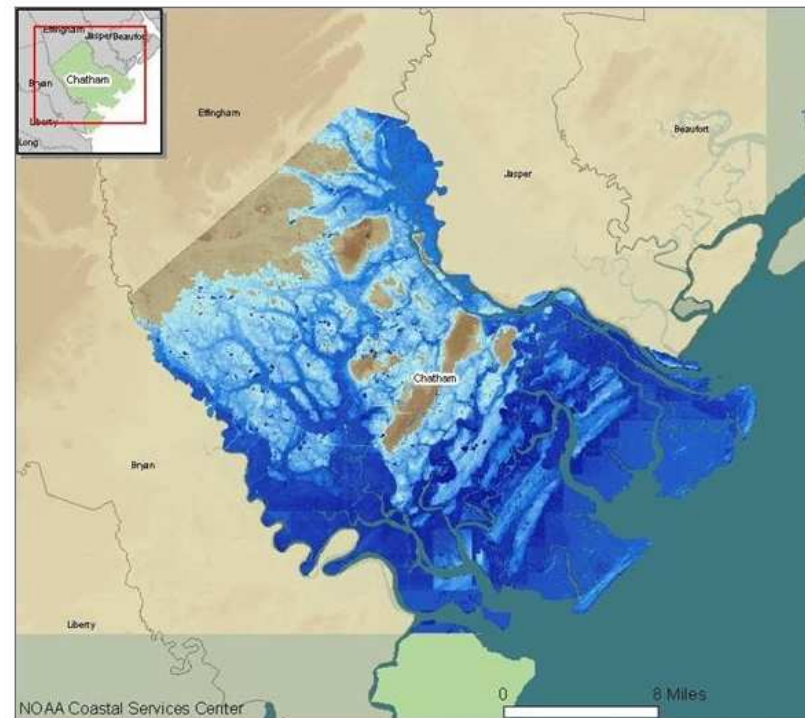 Effingham
Jasper Beaufort
Chatham
Bryan
Liberty
Long
Effingham
Beaufort
Jasper
Chatham
Bryan
Liberty
NOAA Coastal Services Center
0 8 Miles